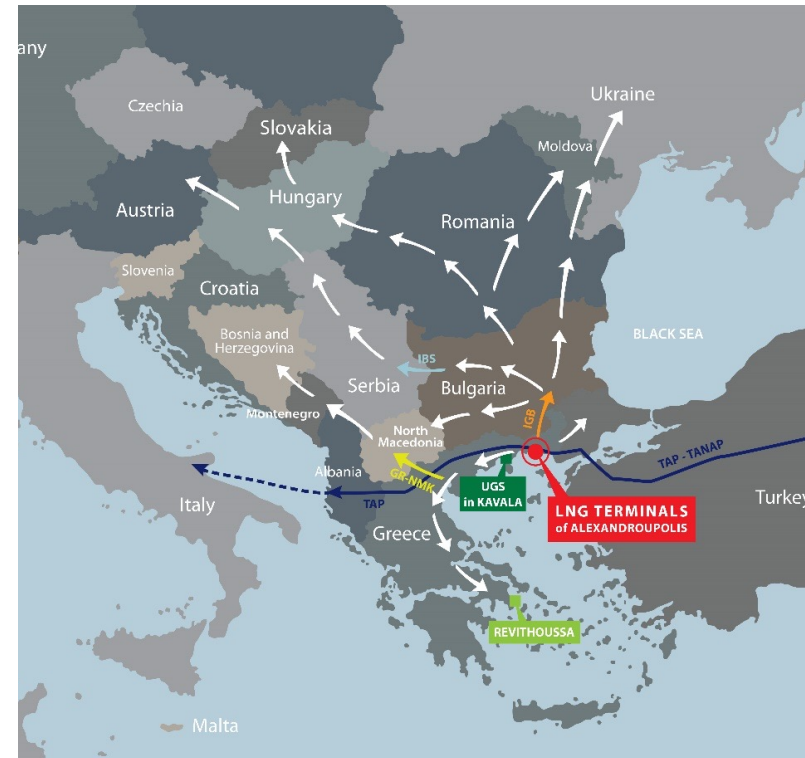 any
Czechia
Ukraine
Slovakia
Moldova
Hungary
Austria
Romania
Slovenia
Croatia
Bosnia and
Herzegovina
BLACK SEA
IBS
Serbia
Bulgaria
Montenegro
North
Macedonia
IGB
Albania
GR-NMK
TAP - TANAP
UGS
in KAVALA
TAP
Italy
Turkey
LNG TERMINALS
of ALEXANDROUPOLIS
Greece
REVITHOUSSA
Malta